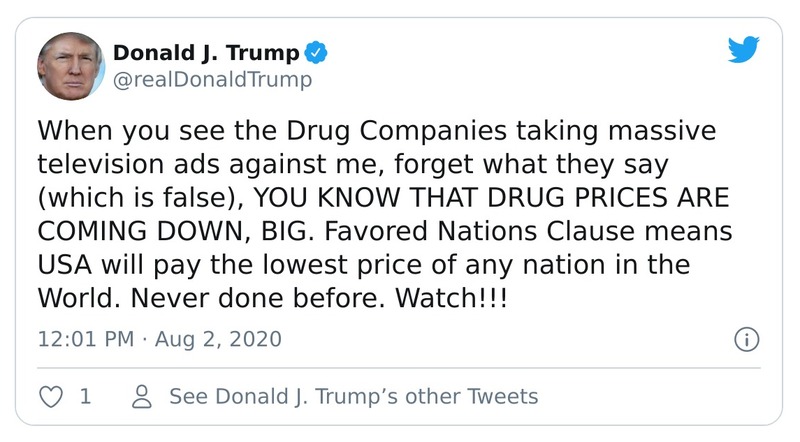 Donald J. Trump
@realDonaldTrump
When you see the Drug Companies taking massive
television ads against me, forget what they say
(which is false), YOU KNOW THAT DRUG PRICES ARE
COMING DOWN, BIG. Favored Nations Clause means
USA will pay the lowest price of any nation in the
World. Never done before. Watch!!!
12:01 PM · Aug 2, 2020
1 See Donald J. Trump’s other Tweets